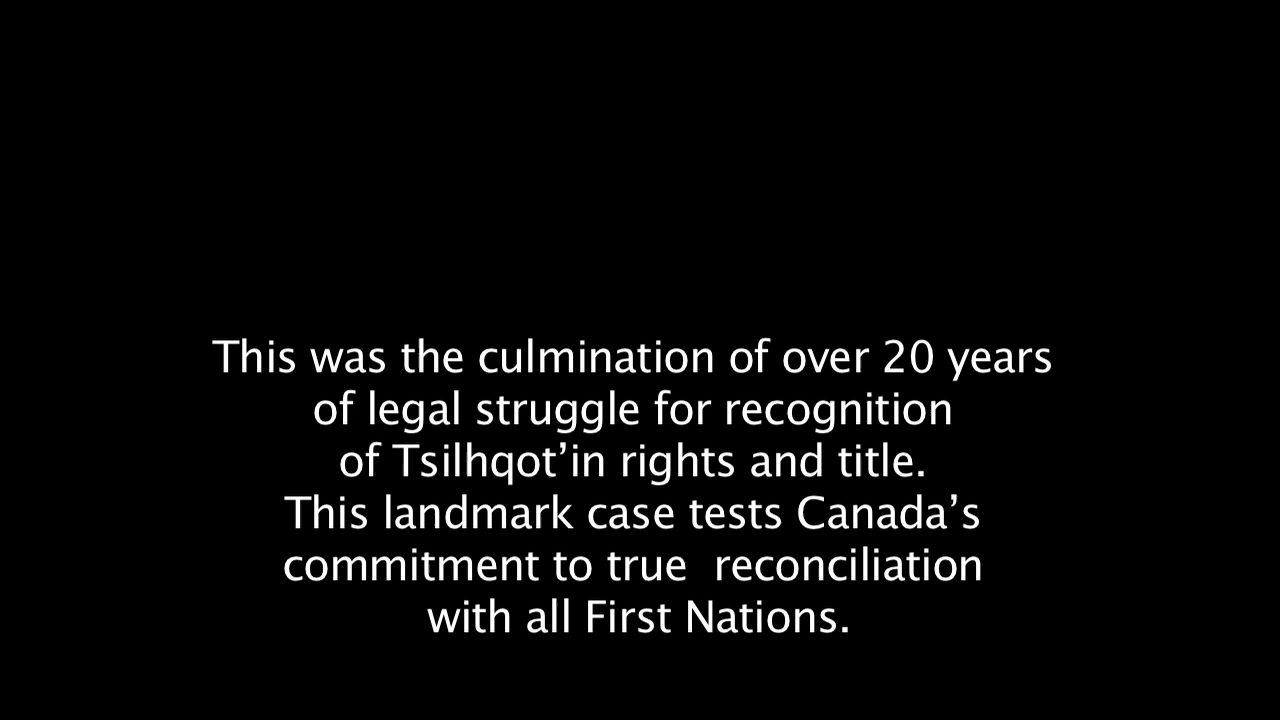 This was the culmination of over 20 years
of legal struggle for recognition
of Tsilhqot’in rights and title.
This landmark case tests Canada’s
commitment to true  reconciliation
with all First Nations.